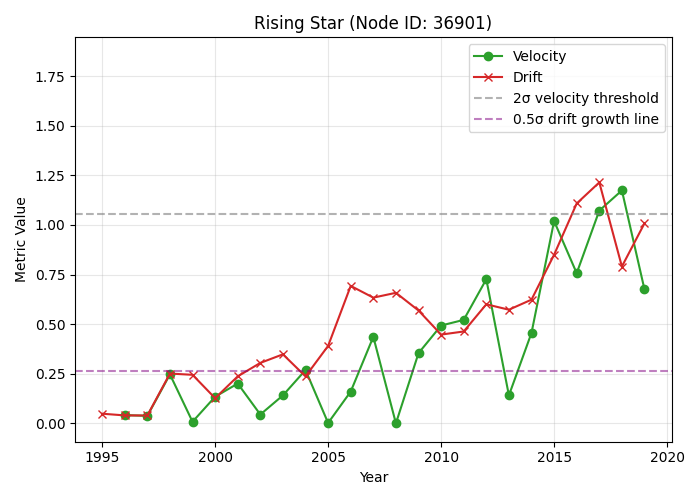 Rising Star (Node ID: 36901)
Velocity
Drift
2σ velocity threshold
0.5σ drift growth line
Metric Value
1.75
1.50
1.25
1.00
0.75
0.50
0.25
0.00
1995 2000 2005 2010 2015 2020
Year